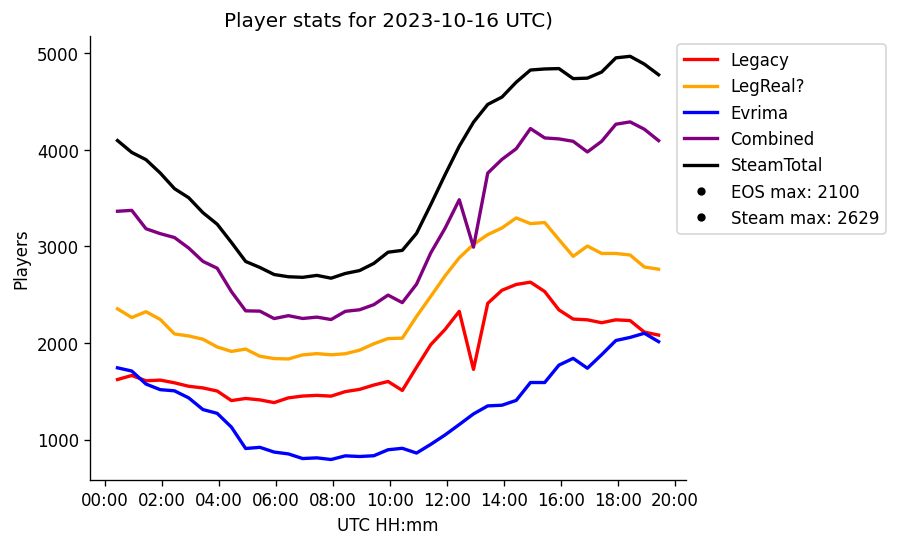 Player stats for 2023-10-16 UTC)
5000
4000
3000
2000
1000
Players
00:00 02:00 04:00 06:00 08:00 10:00 12:00 14:00 16:00 18:00 20:00
UTC HH:mm
Legacy
LegReal?
Evrima
Combined
SteamTotal
EOS max: 2100
Steam max: 2629